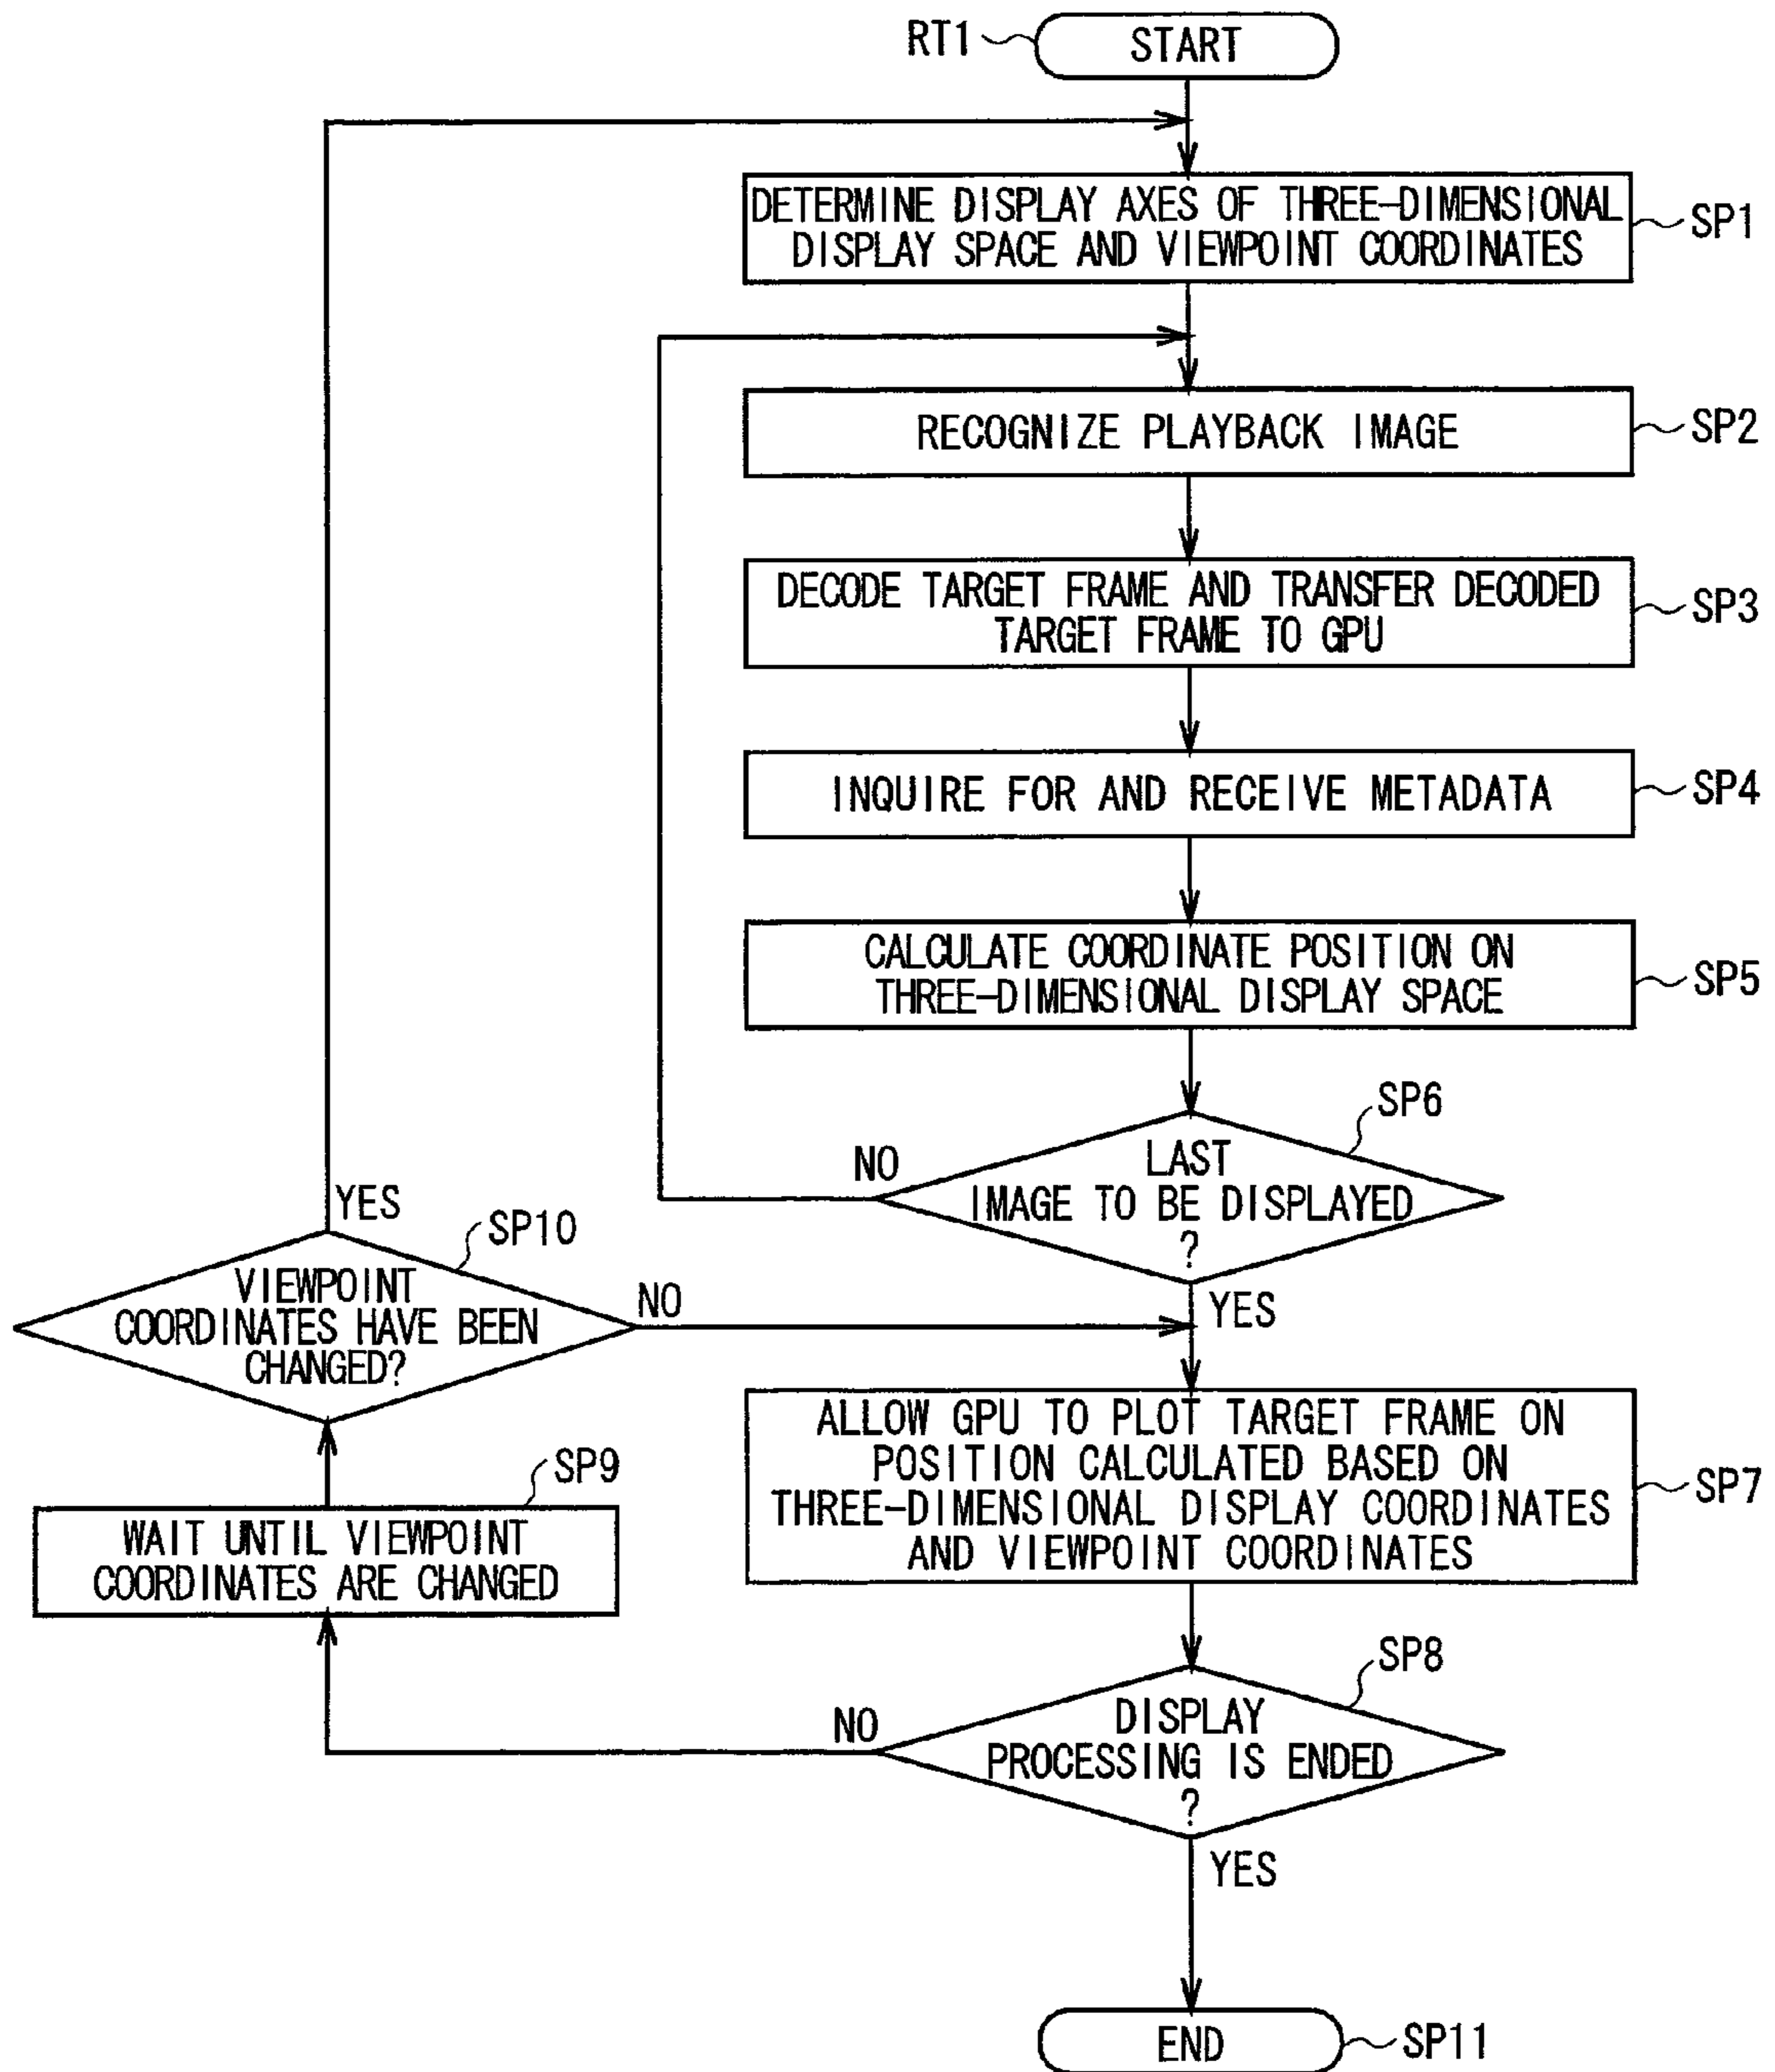 RT1
START
DETERMINE DISPLAY AXES OF THREE-DIMENSIONAL
DISPLAY SPACE AND VIEWPOINT COORDINATES
SP1
RECOGNIZE PLAYBACK IMAGE
SP2
DECODE TARGET FRAME AND TRANSFER DECODED
TARGET FRAME TO GPU
SP3
INQUIRE FOR AND RECEIVE METADATA
SP4
CALCULATE COORDINATE POSITION ON
THREE-DIMENSIONAL DISPLAY SPACE
SP5
SP6
LAST
IMAGE TO BE DISPLAYED
?
NO
YES
YES
SP10
VIEWPOINT
COORDINATES HAVE BEEN
CHANGED?
NO
ALLOW GPU TO PLOT TARGET FRAME ON
POSITION CALCULATED BASED ON
THREE-DIMENSIONAL DISPLAY COORDINATES
AND VIEWPOINT COORDINATES
SP7
SP9
WAIT UNTIL VIEWPOINT
COORDINATES ARE CHANGED
SP8
DISPLAY
PROCESSING IS ENDED
?
NO
YES
END
SP11